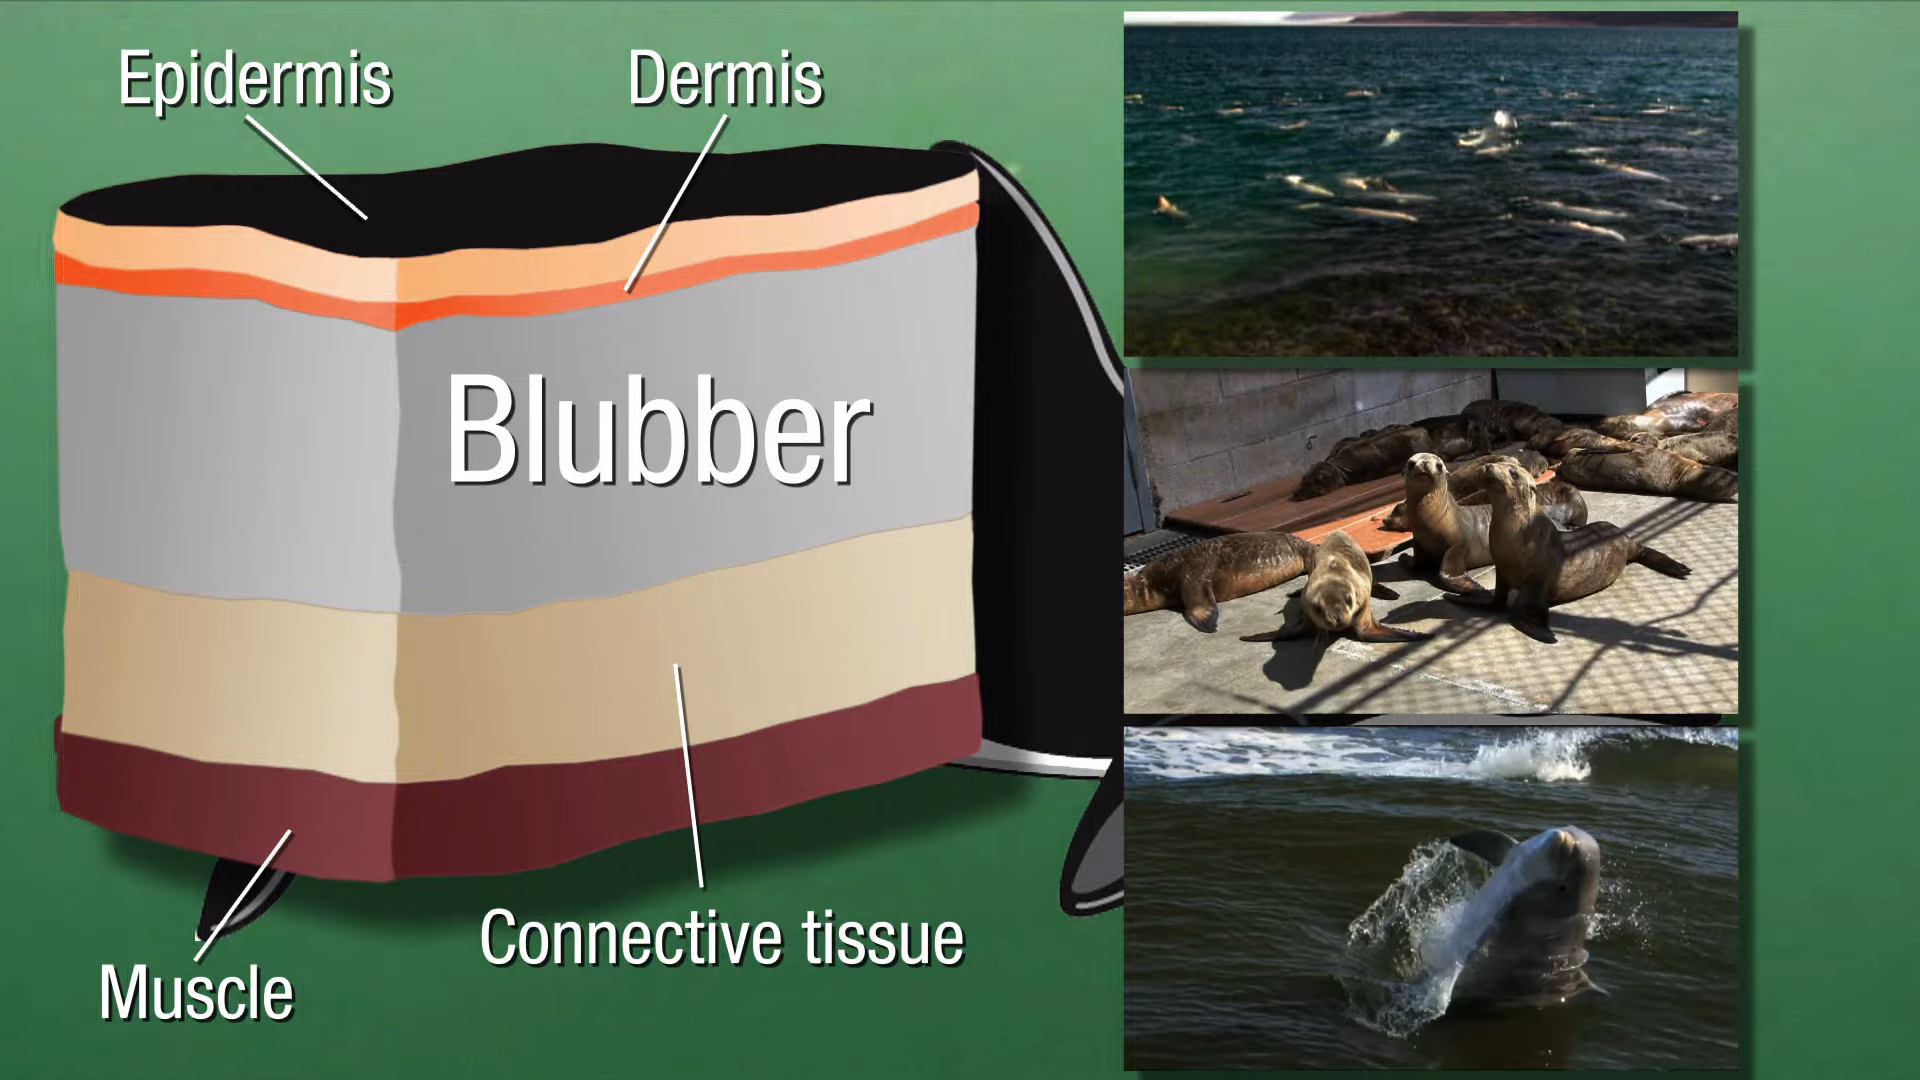 Epidermis
Dermis
Blubber
Connective tissue
Muscle